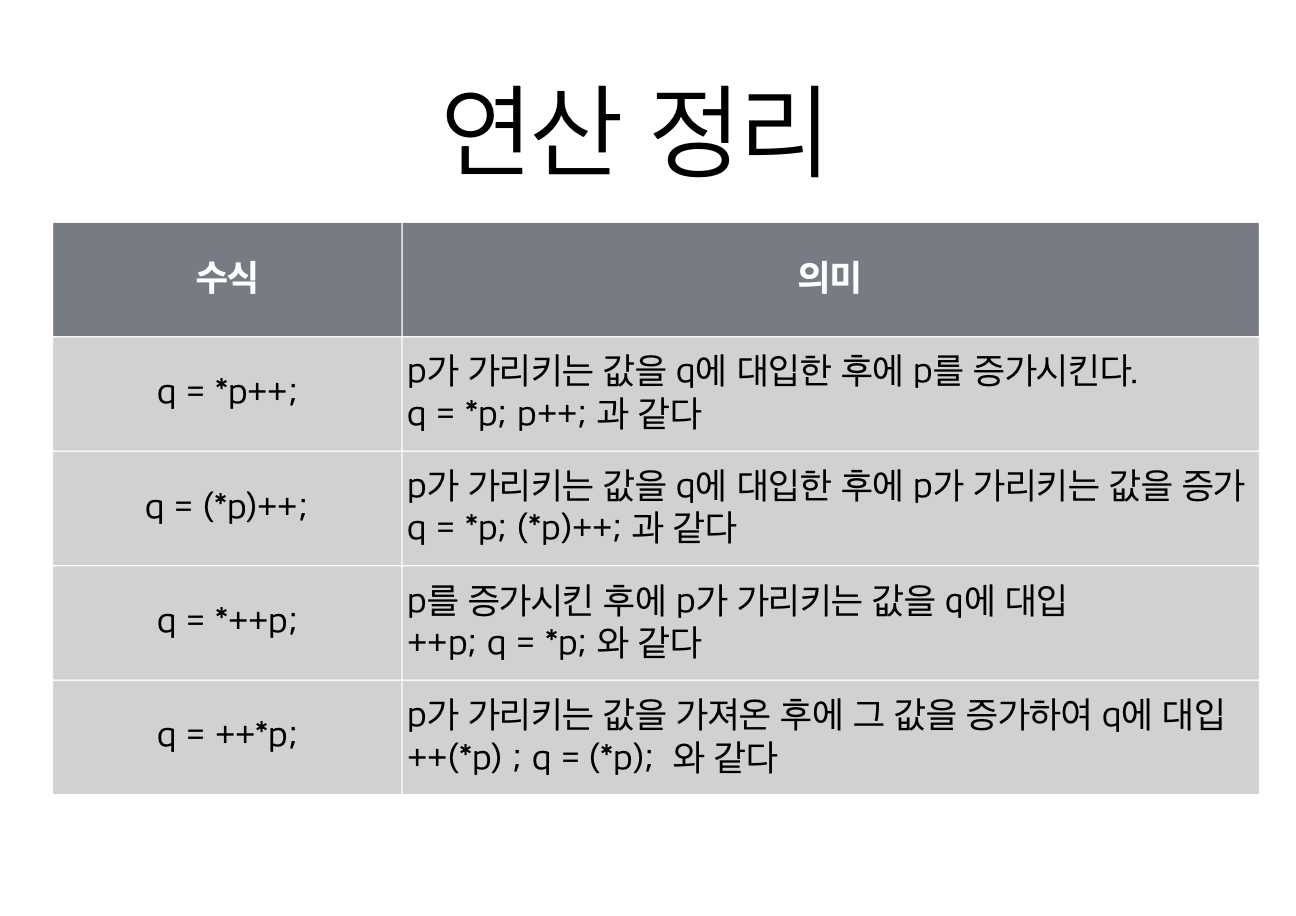 연산 정리
수식
의미
q = *p++;
p가 가리키는 값을 q에 대입한 후에 p를 증가시킨다.
q = *p; p++; 과 같다
q = (*p)++;
p가 가리키는 값을 q에 대입한 후에 p가 가리키는 값을 증가
q = *p; (*p)++; 과 같다
q = *++p;
p를 증가시킨 후에 p가 가리키는 값을 q에 대입
++p; q = *p; 와 같다
q = ++*p;
p가 가리키는 값을 가져온 후에 그 값을 증가하여 q에 대입
++(*p) ; q = (*p);  와 같다